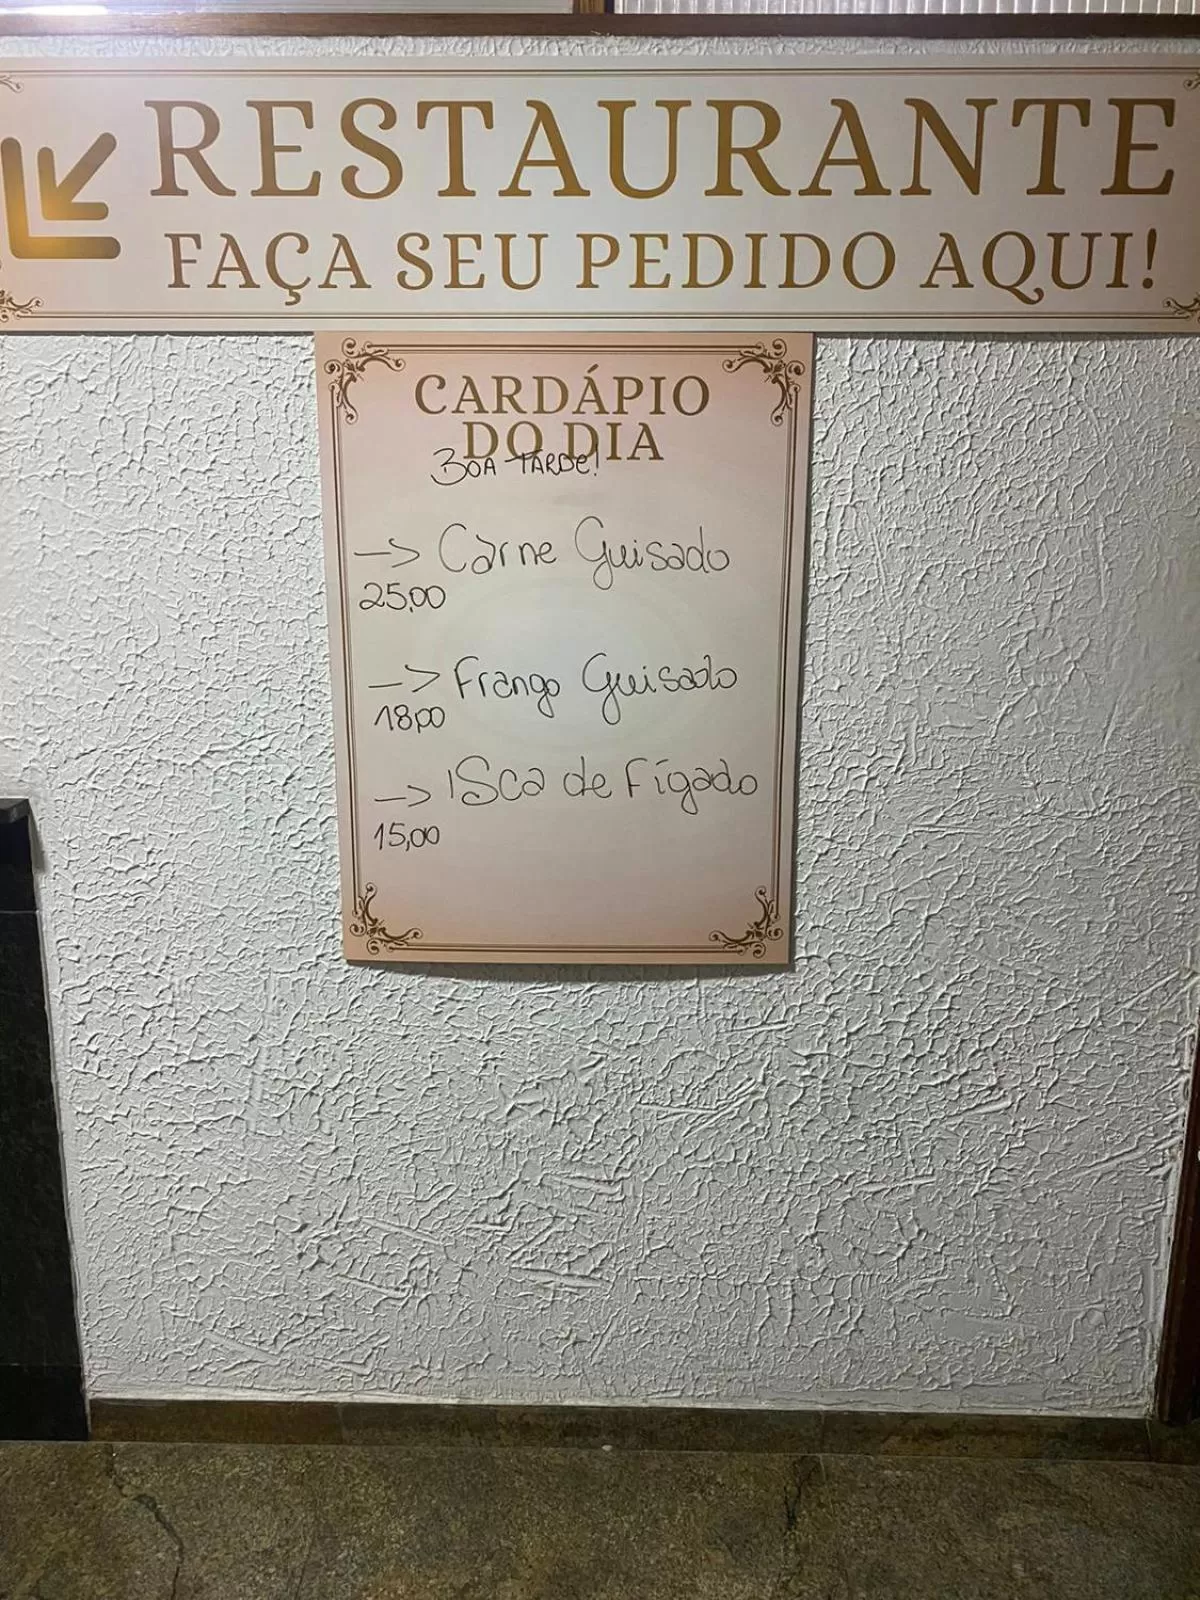 RESTAURANTE
FAÇA SEU PEDIDO AQUI!
CARDÁPIO
DO DIA
BOA TARDE!
-> Carne Guisado
25,00
-> Frango Guisado
18,00
-> ISca de Fígado
15,00